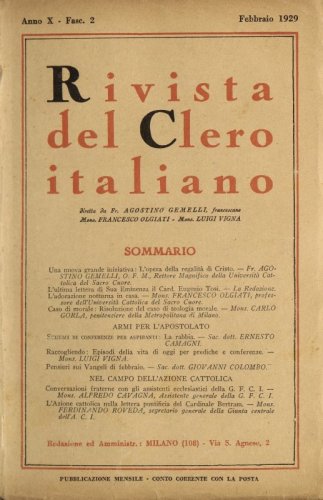 Anno X - Fasc. 2 Febbraio 1929
Rivista
del Clero
italiano
diretta da Fr. AGOSTINO GEMELLI, francescano
Mons. FRANCESCO OLGIATI - Mons. LUIGI VIGNA
SOMMARIO
Una nuova grande iniziativa: L'opera della regalità di Cristo. — Fr. AGO-
STINO GEMELLI, O. F. M., Rettore Magnifico della Università Cat-
tolica del Sacro Cuore.
L'ultima lettera di Sua Eminenza il Card. Eugenio Tosi. — La Redazione.
L'adorazione notturna in casa. — Mons. FRANCESCO OLGIATI, profes-
sore dell'Università Cattolica del Sacro Cuore.
Caso di morale: Risoluzione del caso di teologia morale. — Mons. CARLO
GORLA, penitenziere della Metropolitana di Milano.
ARMI PER L'APOSTOLATO
SCHEMI DI CONFERENZE PER ASPIRANTI: La rabbia. — Sac. dott. ERNESTO
CAMAGNI.
Raccogliendo: Episodi della vita di oggi per prediche e conferenze. —
Mons. LUIGI VIGNA.
Pensieri sui Vangeli di febbraio. — Sac. dott. GIOVANNI COLOMBO.
NEL CAMPO DELL'AZIONE CATTOLICA
Conversazioni fraterne con gli assistenti ecclesiastici della G. F. C. I. —
Mons. ALFREDO CAVAGNA, Assistente generale della G. F. C. I.
L'Azione cattolica nella lettera pontificia del Cardinale Bertram. — Mons.
FERDINANDO ROVEDA, segretario generale della Giunta centrale
dell'A. C. I.
Redazione ed Amministr.: MILANO (108) - Via S. Agnese, 2
PUBBLICAZIONE MENSILE - CONTO CORRENTE CON LA POSTA